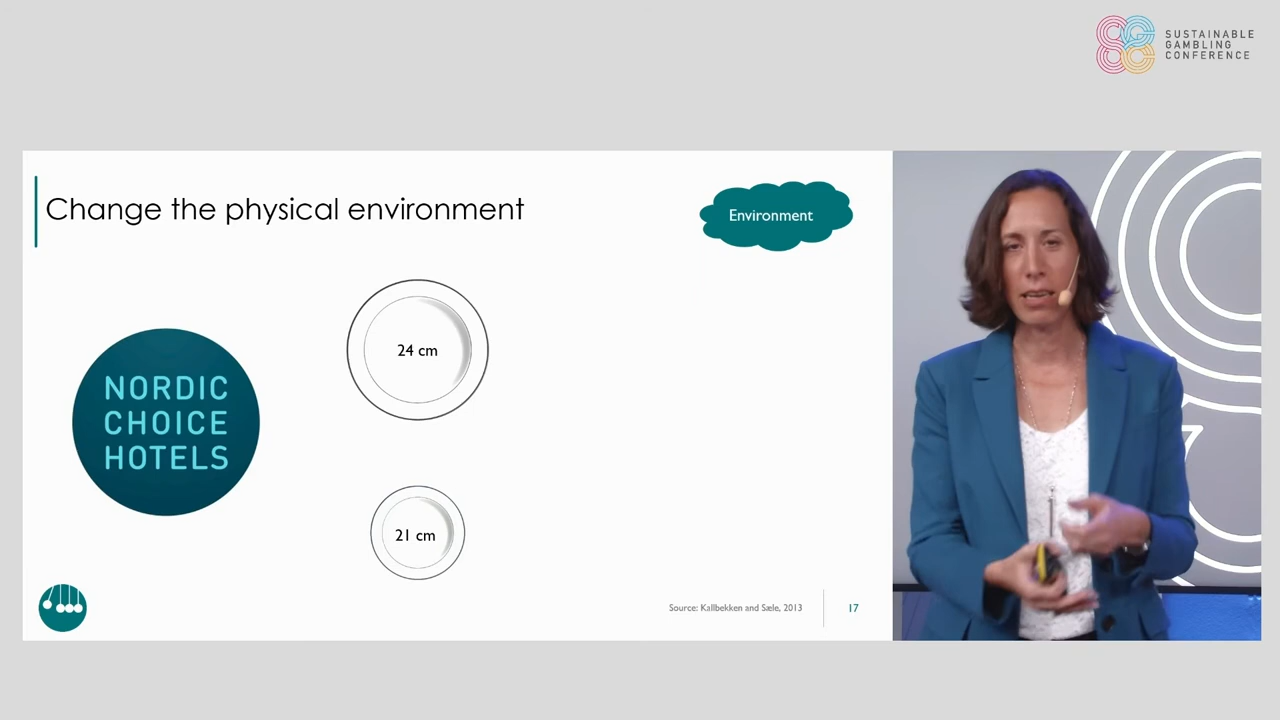 SUSTAINABLE
GAMBLING
CONFERENCE
Change the physical environment
Environment
24 cm
NORDIC
CHOICE
HOTELS
21 cm
Source: Kallbekken and Sæle, 2013
17